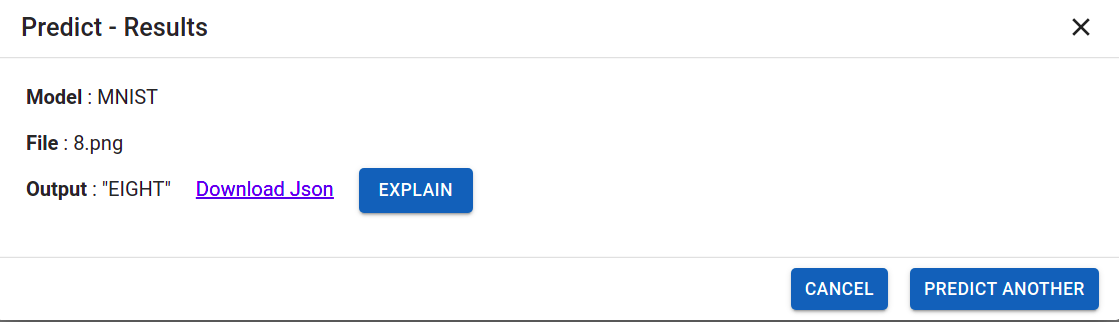 Predict - Results
Model : MNIST
File : 8.png
Output : "EIGHT" Download Json EXPLAIN
CANCEL PREDICT ANOTHER